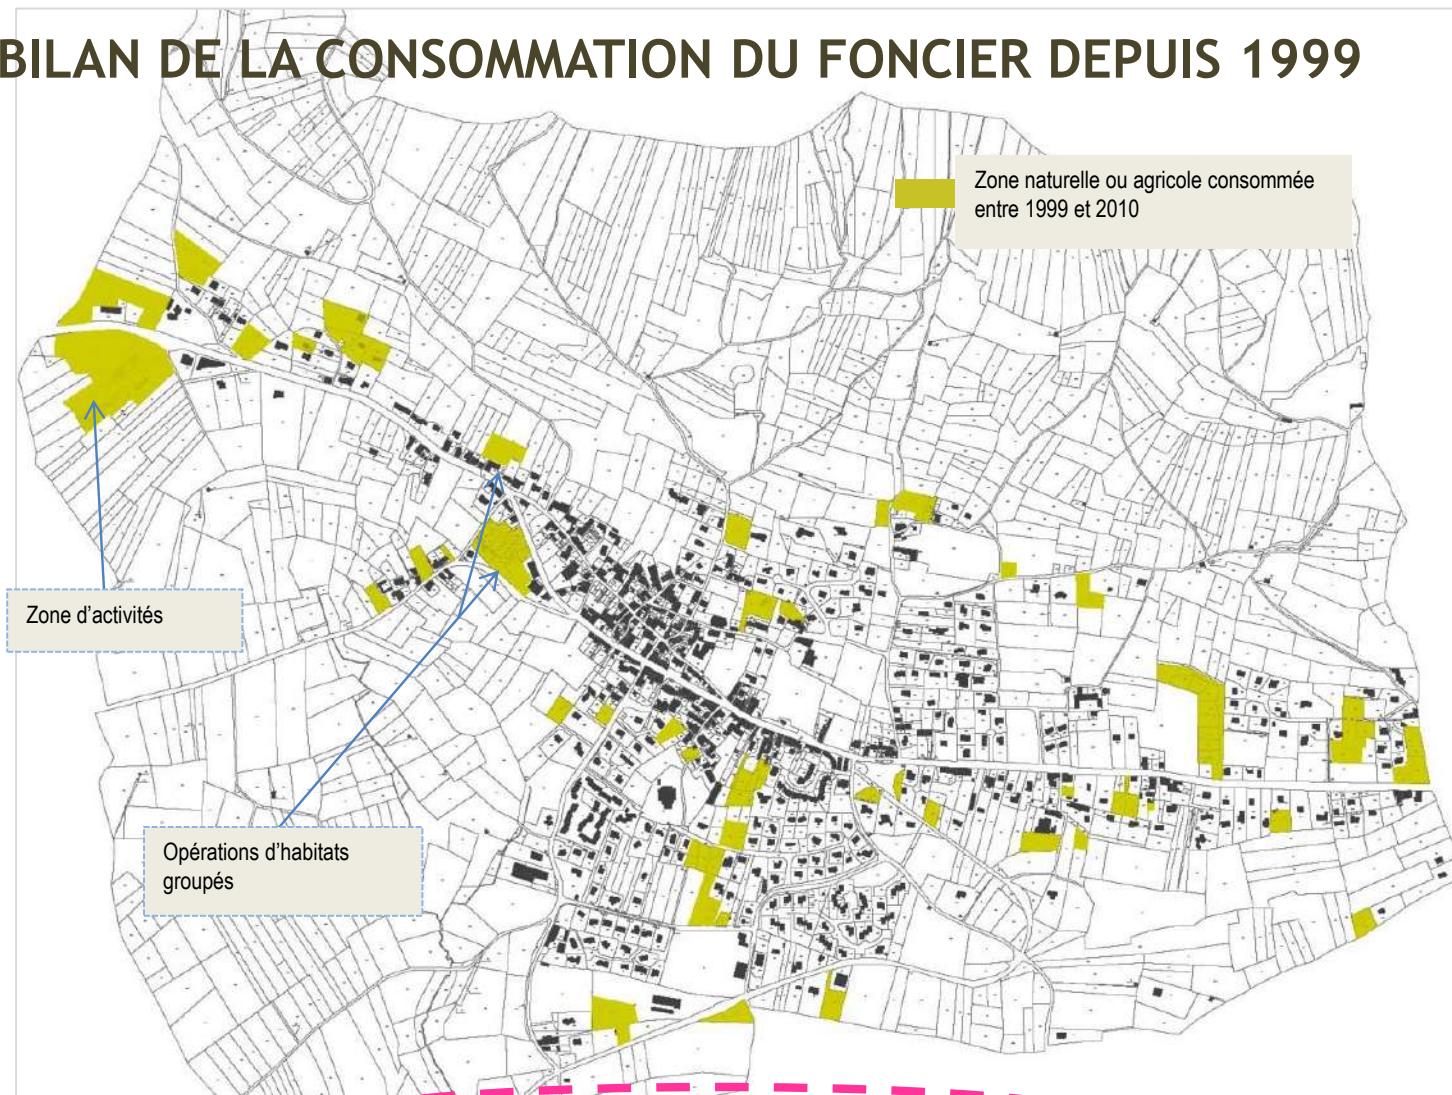 BILAN DE LA CONSOMMATION DU FONCIER DEPUIS 1999
Zone naturelle ou agricole consommée
entre 1999 et 2010
Zone d'activités
Opérations d'habitats
groupés